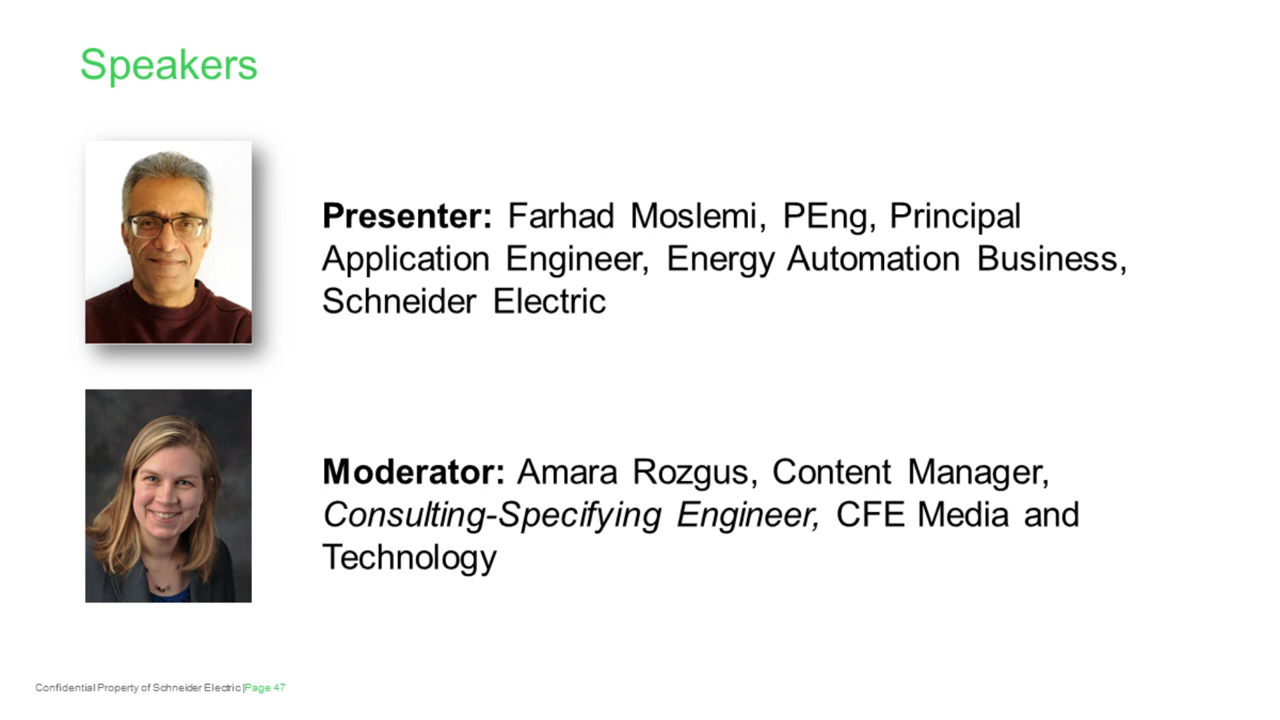 Speakers
Presenter: Farhad Moslemi, PEng, Principal
Application Engineer, Energy Automation Business,
Schneider Electric
Moderator: Amara Rozgus, Content Manager,
Consulting-Specifying Engineer, CFE Media and
Technology
Confidential Property of Schneider Electric |Page 47